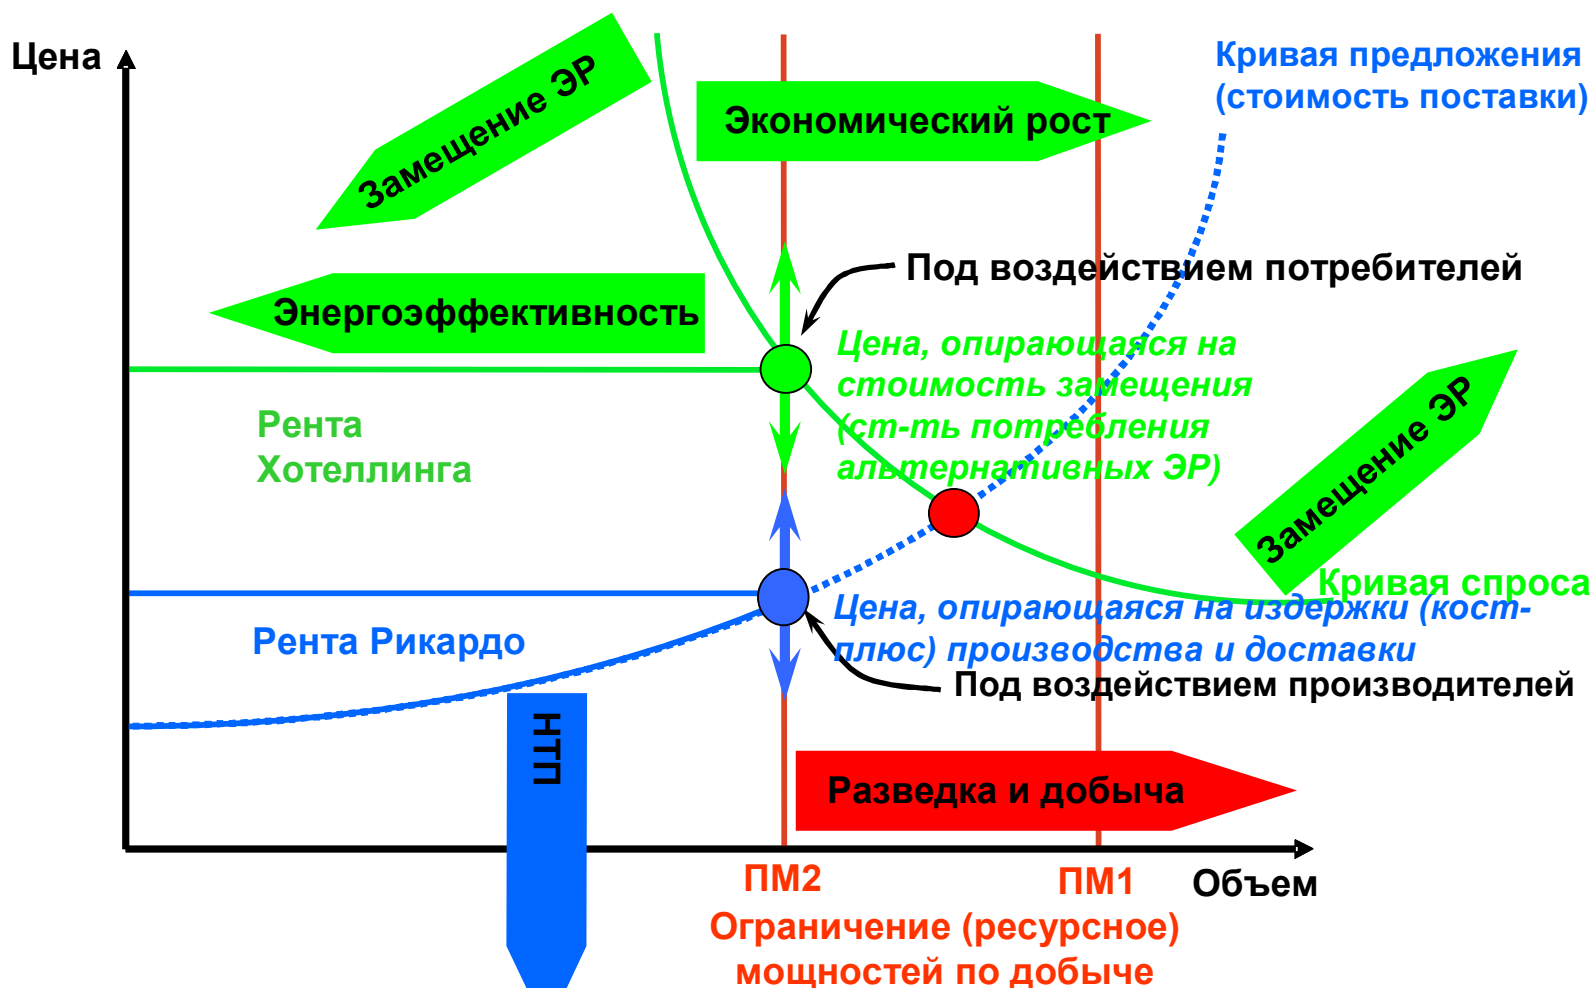 Цена
Замещение ЭР
Экономический рост
Кривая предложения
(стоимость поставки)
Под воздействием потребителей
Энергоэффективность
Цена, опирающаяся на
стоимость замещения
(ст-ть потребления
альтернативных ЭР)
Рента
Хотеллинга
Замещение ЭР
Кривая спроса
Цена, опирающаяся на издержки (кост-
плюс) производства и доставки
Рента Рикардо
Под воздействием производителей
НТП
Разведка и добыча
ПМ2
ПМ1
Объем
Ограничение (ресурсное)
мощностей по добыче